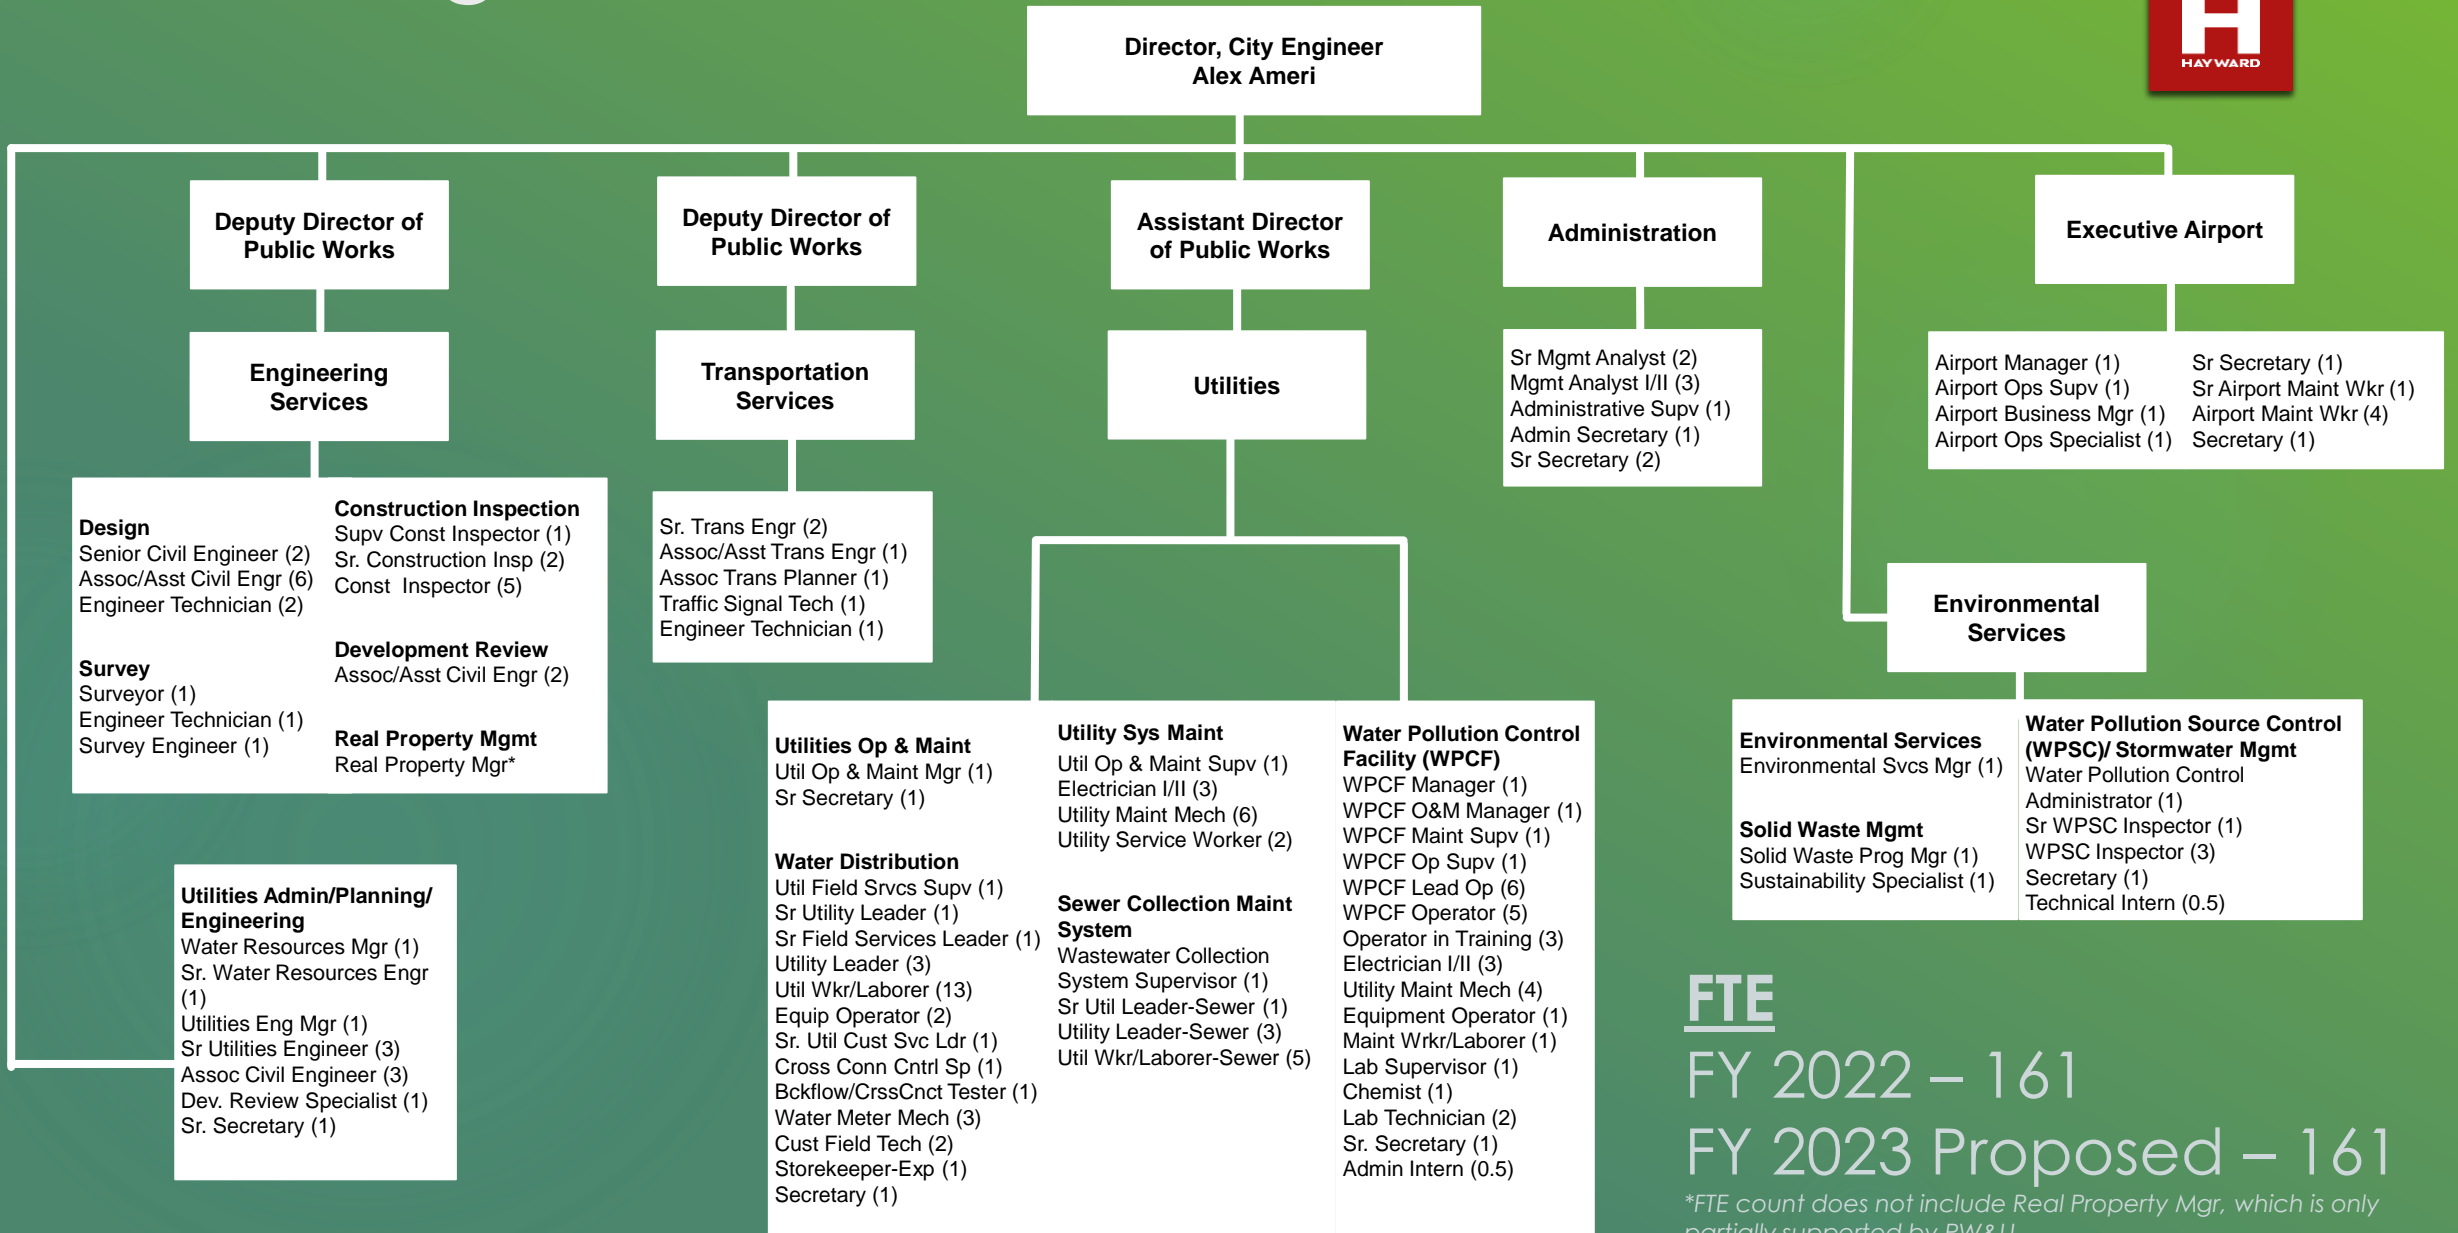 Director, City Engineer
Alex Ameri
H
HAYWARD
Deputy Director of
Public Works
Deputy Director of
Public Works
Assistant Director
of Public Works
Administration
Executive Airport
Engineering
Services
Transportation
Services
Utilities
Sr Mgmt Analyst (2)
Mgmt Analyst I/II (3)
Administrative Supv (1)
Admin Secretary (1)
Sr Secretary (2)
Airport Manager (1)
Airport Ops Supv (1)
Airport Business Mgr (1)
Airport Ops Specialist (1)
Sr Secretary (1)
Sr Airport Maint Wkr (1)
Airport Maint Wkr (4)
Secretary (1)
Design
Senior Civil Engineer (2)
Assoc/Asst Civil Engr (6)
Engineer Technician (2)
Survey
Surveyor (1)
Engineer Technician (1)
Survey Engineer (1)
Construction Inspection
Supv Const Inspector (1)
Sr. Construction Insp (2)
Const  Inspector (5)
Development Review
Assoc/Asst Civil Engr (2)
Real Property Mgmt
Real Property Mgr*
Sr. Trans Engr (2)
Assoc/Asst Trans Engr (1)
Assoc Trans Planner (1)
Traffic Signal Tech (1)
Engineer Technician (1)
Environmental
Services
Utilities Op & Maint
Util Op & Maint Mgr (1)
Sr Secretary (1)
Water Distribution
Util Field Srvcs Supv (1)
Sr Utility Leader (1)
Sr Field Services Leader (1)
Utility Leader (3)
Util Wkr/Laborer (13)
Equip Operator (2)
Sr. Util Cust Svc Ldr (1)
Cross Conn Cntrl Sp (1)
Bckflow/CrssCnct Tester (1)
Water Meter Mech (3)
Cust Field Tech (2)
Storekeeper-Exp (1)
Secretary (1)
Utility Sys Maint
Util Op & Maint Supv (1)
Electrician I/II (3)
Utility Maint Mech (6)
Utility Service Worker (2)
Sewer Collection Maint
System
Wastewater Collection
System Supervisor (1)
Sr Util Leader-Sewer (1)
Utility Leader-Sewer (3)
Util Wkr/Laborer-Sewer (5)
Water Pollution Control
Facility (WPCF)
WPCF Manager (1)
WPCF O&M Manager (1)
WPCF Maint Supv (1)
WPCF Op Supv (1)
WPCF Lead Op (6)
WPCF Operator (5)
Operator in Training (3)
Electrician I/II (3)
Utility Maint Mech (4)
Equipment Operator (1)
Maint Wrkr/Laborer (1)
Lab Supervisor (1)
Chemist (1)
Lab Technician (2)
Sr. Secretary (1)
Admin Intern (0.5)
Environmental Services
Environmental Svcs Mgr (1)
Solid Waste Mgmt
Solid Waste Prog Mgr (1)
Sustainability Specialist (1)
Water Pollution Source Control
(WPSC)/ Stormwater Mgmt
Water Pollution Control
Administrator (1)
Sr WPSC Inspector (1)
WPSC Inspector (3)
Secretary (1)
Technical Intern (0.5)
Utilities Admin/Planning/
Engineering
Water Resources Mgr (1)
Sr. Water Resources Engr
(1)
Utilities Eng Mgr (1)
Sr Utilities Engineer (3)
Assoc Civil Engineer (3)
Dev. Review Specialist (1)
Sr. Secretary (1)
FTE
FY 2022 – 161
FY 2023 Proposed – 161
*FTE count does not include Real Property Mgr, which is only
partially supported by PW&U